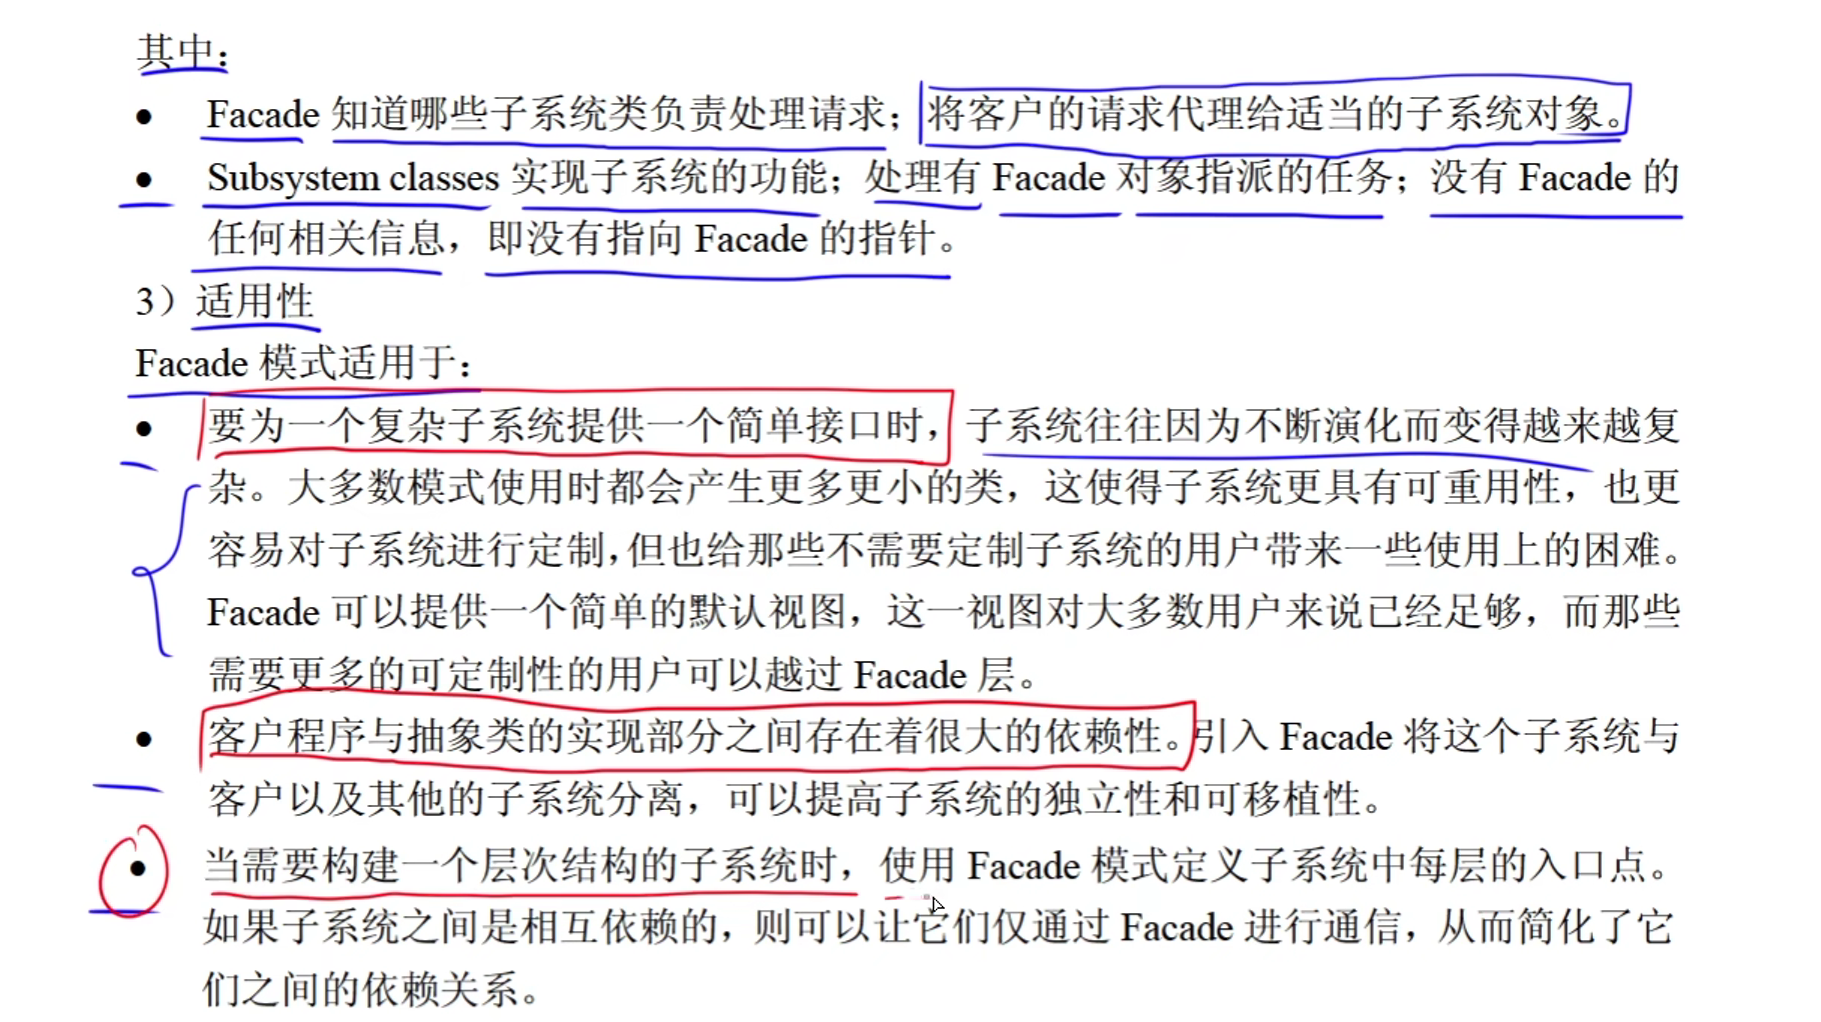 其中：
● Facade 知道哪些子系统类负责处理请求；将客户的请求代理给适当的子系统对象。
● Subsystem classes 实现子系统的功能；处理有 Facade 对象指派的任务；没有 Facade 的
任何相关信息，即没有指向 Facade 的指针。
3）适用性
Facade 模式适用于：
● 要为一个复杂子系统提供一个简单接口时，子系统往往因为不断演化而变得越来越复
杂。大多数模式使用时都会产生更多更小的类，这使得子系统更具有可重用性，也更
容易对子系统进行定制，但也给那些不需要定制子系统的用户带来一些使用上的困难。
Facade 可以提供一个简单的默认视图，这一视图对大多数用户来说已经足够，而那些
需要更多的可定制性的用户可以越过 Facade 层。
● 客户程序与抽象类的实现部分之间存在着很大的依赖性。引入 Facade 将这个子系统与
客户以及其他的子系统分离，可以提高子系统的独立性和可移植性。
● 当需要构建一个层次结构的子系统时，使用 Facade 模式定义子系统中每层的入口点。
如果子系统之间是相互依赖的，则可以让它们仅通过 Facade 进行通信，从而简化了它
们之间的依赖关系。